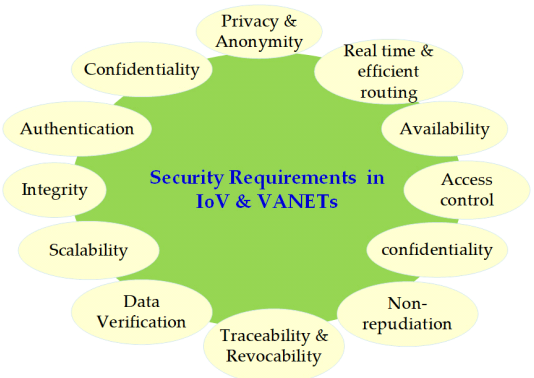 Privacy &
Anonymity
Real time &
efficient
routing
Confidentiality
Authentication
Availability
Security Requirements in
IoV & VANETs
Integrity
Access
control
Scalability
confidentiality
Data
Verification
Non-
repudiation
Traceability &
Revocability